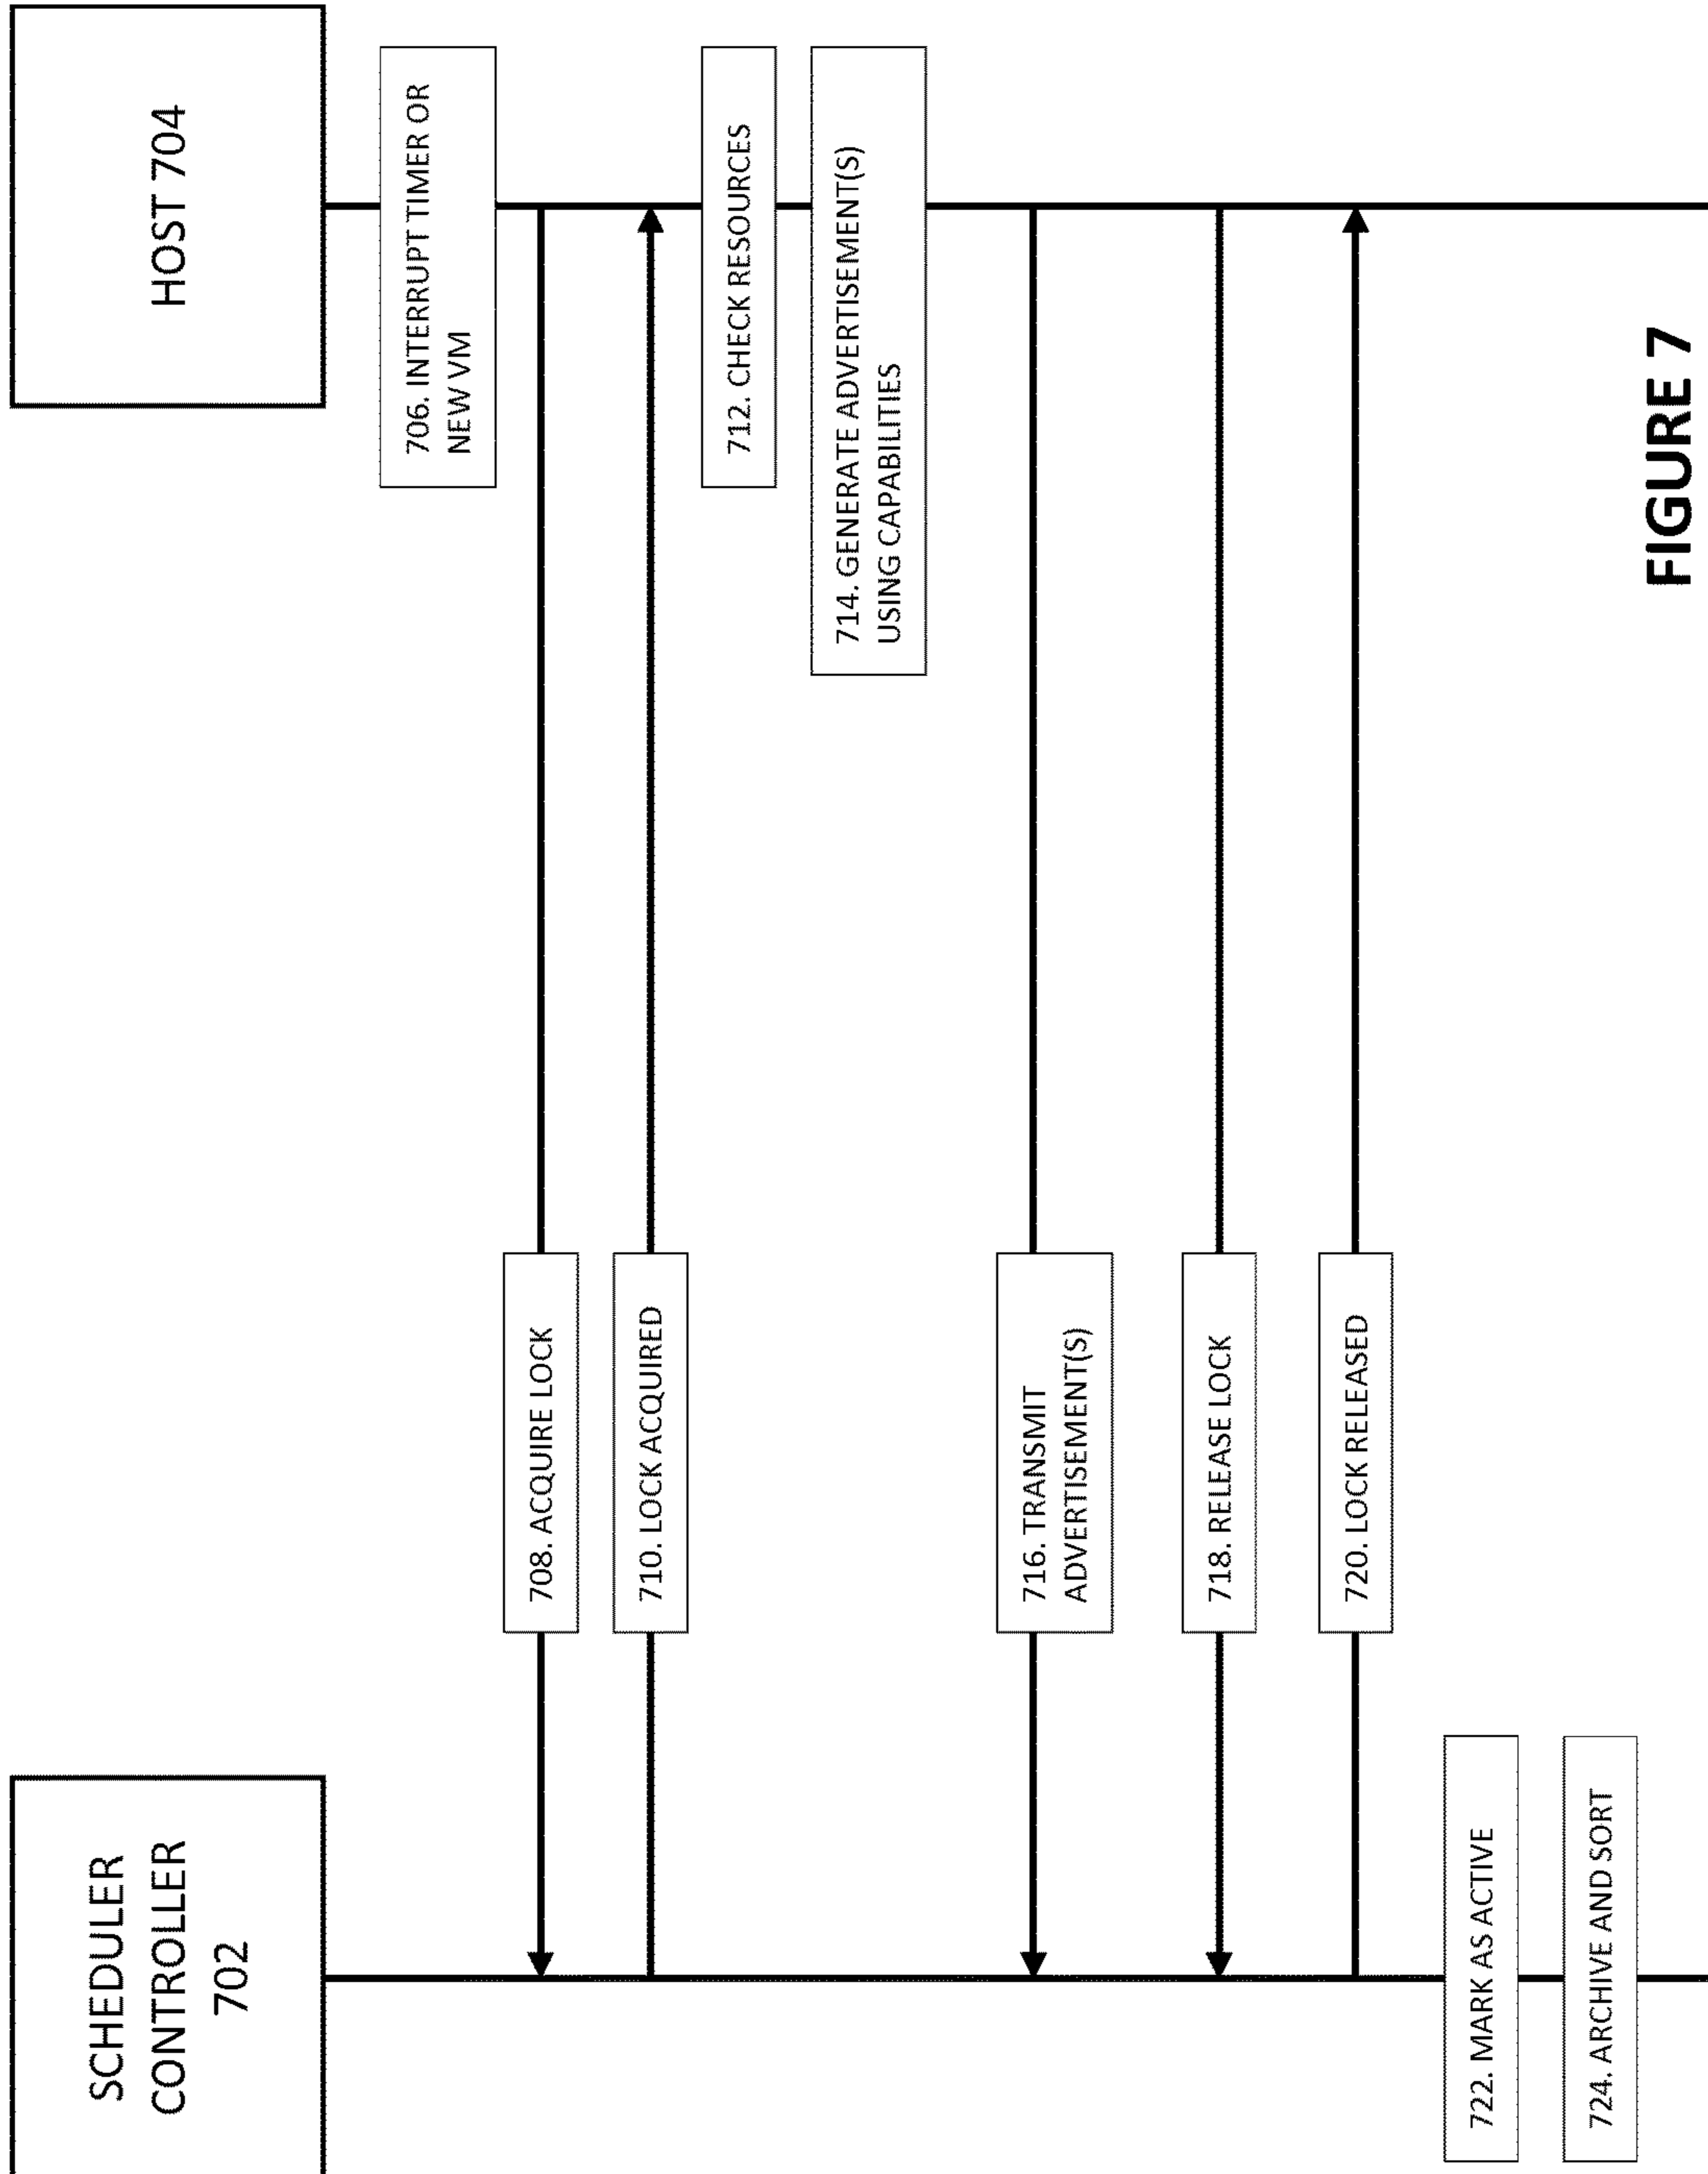 SCHEDULER
CONTROLLER
702
HOST 704
706. INTERRUPT TIMER OR
NEW VM
708. ACQUIRE LOCK
710. LOCK ACQUIRED
712. CHECK RESOURCES
714. GENERATE ADVERTISEMENT(S)
USING CAPABILITIES
716. TRANSMIT
ADVERTISEMENT(S)
718. RELEASE LOCK
720. LOCK RELEASED
722. MARK AS ACTIVE
724. ARCHIVE AND SORT
FIGURE 7